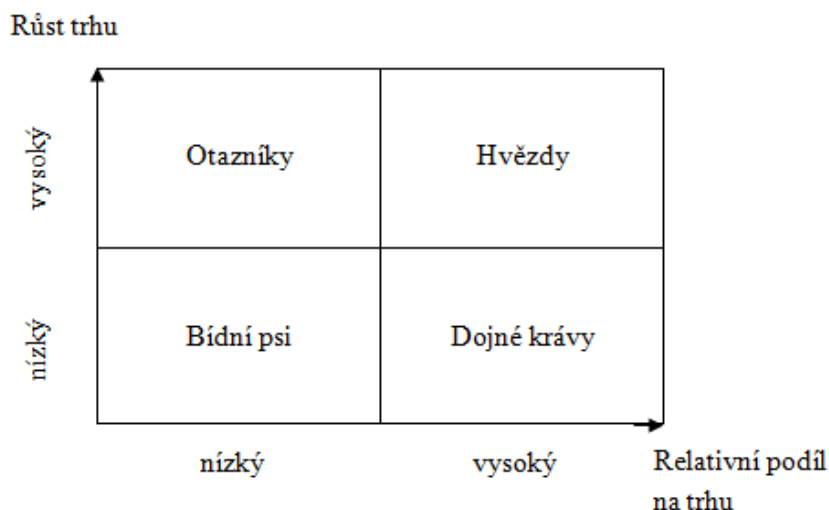 Růst trhu
vysoký
Otazníky
Hvězdy
nízký
Bídní psi
Dojné krávy
nízký
vysoký
Relativní podíl
na trhu